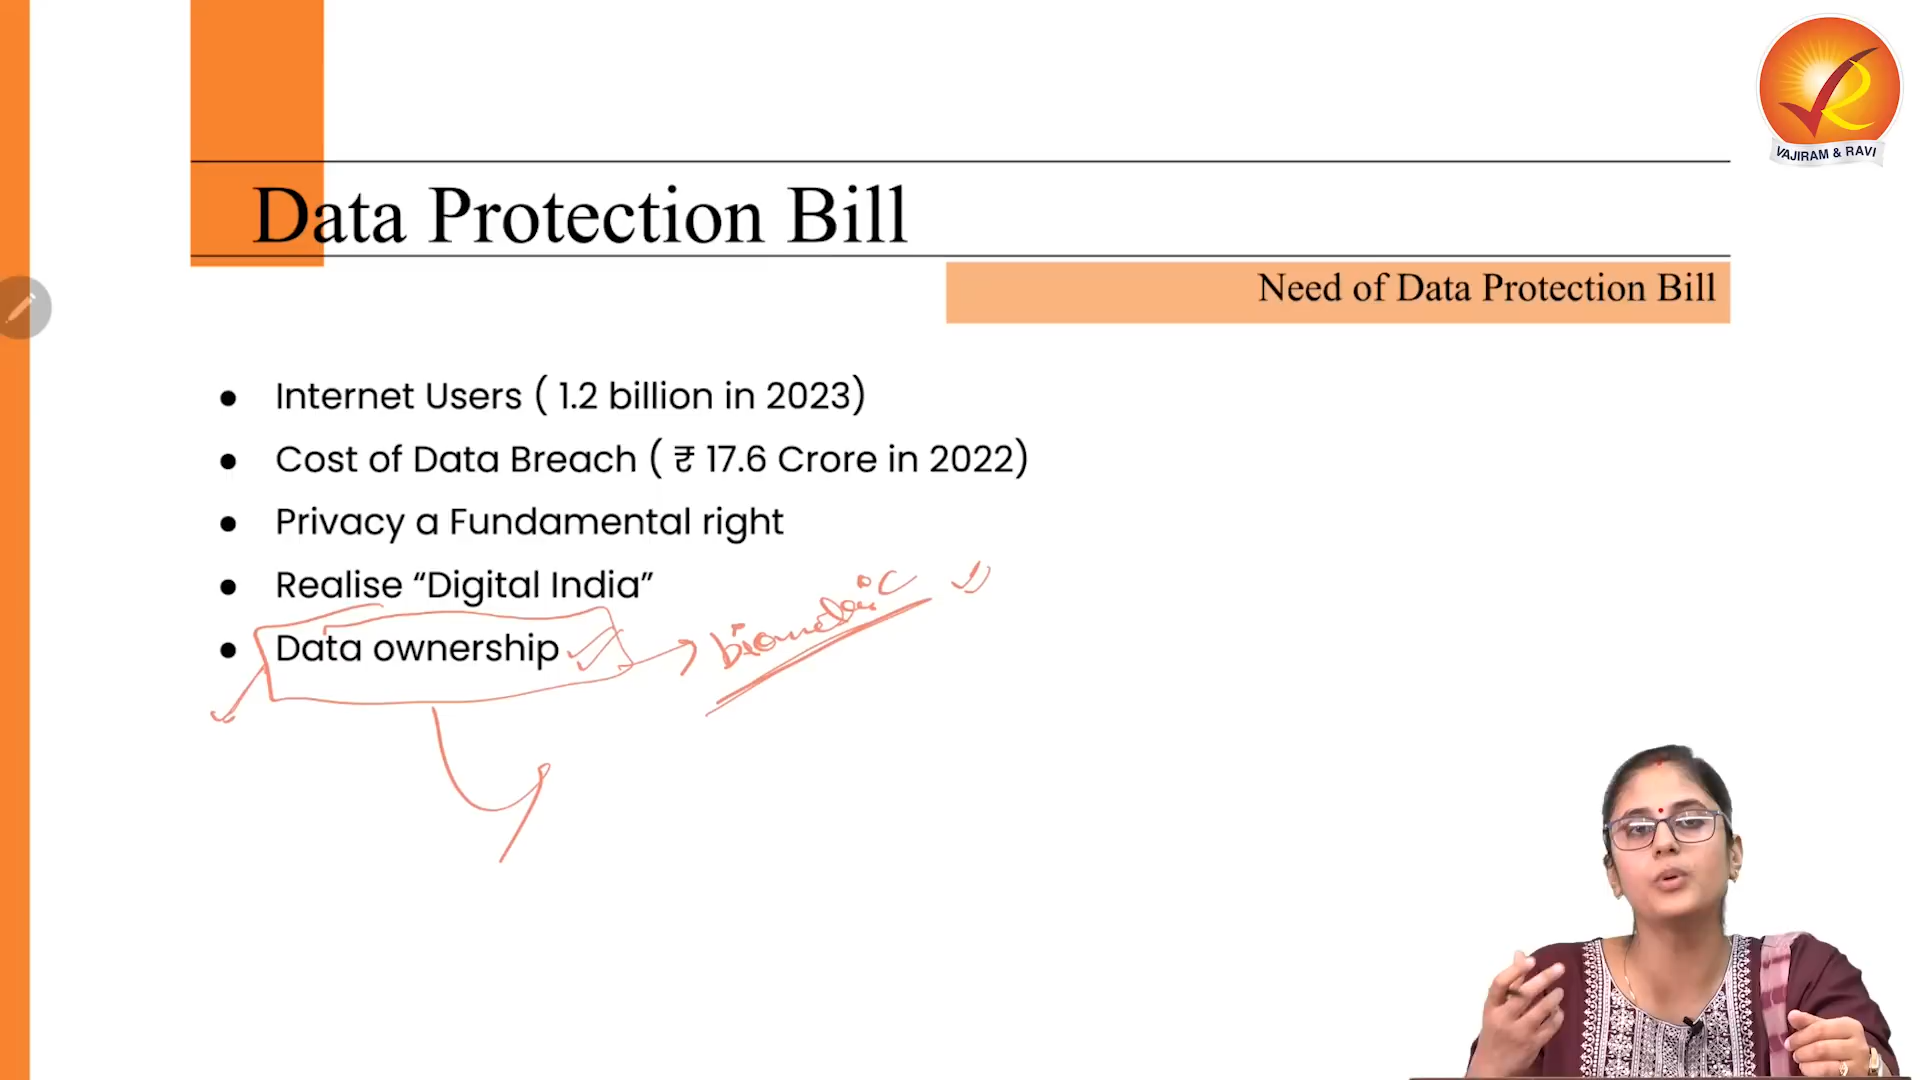 VAJIRAM & RAVI
Data Protection Bill
Need of Data Protection Bill
● Internet Users ( 1.2 billion in 2023)
● Cost of Data Breach ( ₹ 17.6 Crore in 2022)
● Privacy a Fundamental right
● Realise “Digital India”
● Data ownership
biometric